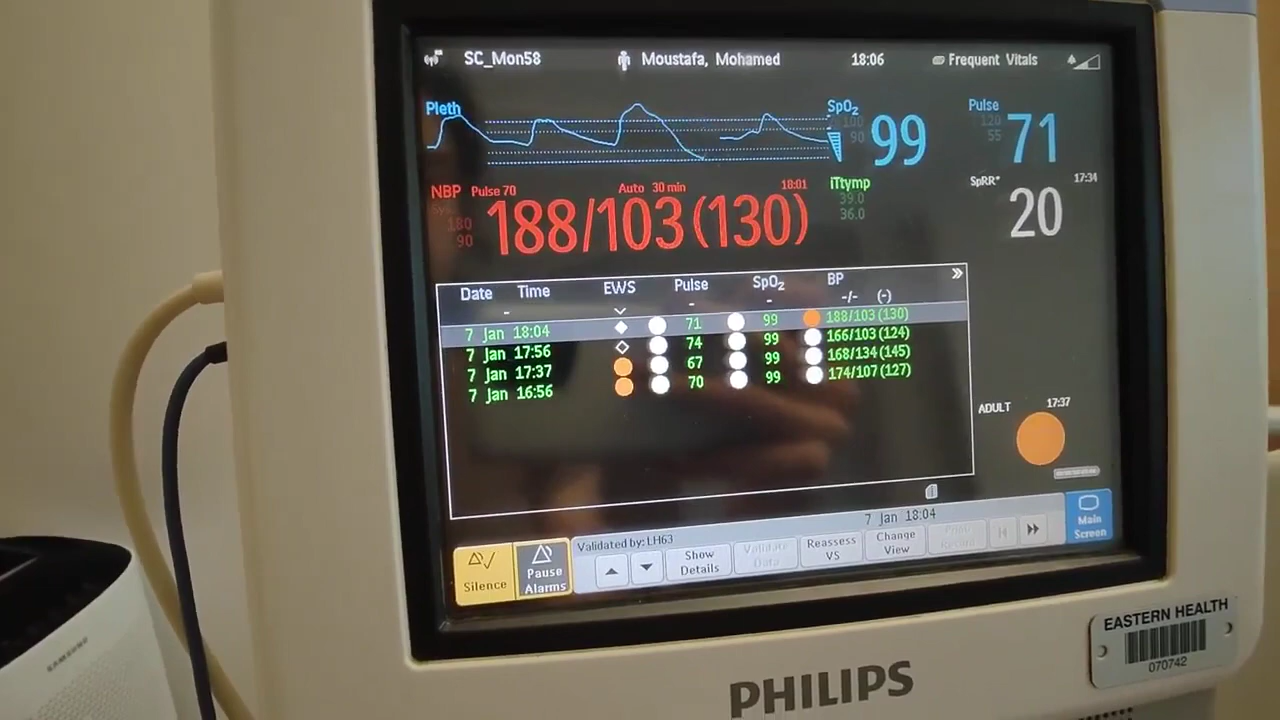 SC_Mon58 Moustafa, Mohamed 18:06 Frequent Vitals
Pleth SpO₂ 99 Pulse 71
100 120
90 55
NBP Pulse 70 Auto 30 min 18:01 iTtymp SpRR* 17:34
Sys. 188/103(130) 39.0 20
180 36.0
90
Date Time EWS Pulse SpO₂ BP »
- - - -/- (-)
7 Jan 18:04 71 99 188/103(130)
7 Jan 17:56 74 99 166/103(124)
7 Jan 17:37 67 99 168/134(145)
7 Jan 16:56 70 99 174/107(127)
ADULT 17:37
7 Jan 18:04
Validated by: LH63
Silence
Pause Alarms
Show Details
Validate Data
Reassess VS
Change View
Print Record
Main Screen
EASTERN HEALTH
070742
PHILIPS
SAMSUNG